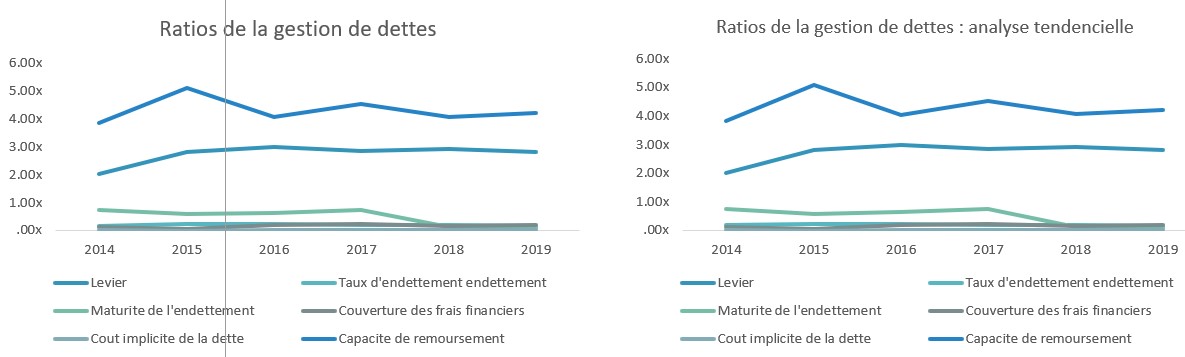 Ratios de la gestion de dettes
6.00x
5.00x
4.00x
3.00x
2.00x
1.00x
.00x
2014 2015 2016 2017 2018 2019
Levier Taux d'endettement endettement
Maturite de l'endettement Couverture des frais financiers
Cout implicite de la dette Capacite de remoursement
Ratios de la gestion de dettes : analyse tendencielle
6.00x
5.00x
4.00x
3.00x
2.00x
1.00x
.00x
2014 2015 2016 2017 2018 2019
Levier Taux d'endettement endettement
Maturite de l'endettement Couverture des frais financiers
Cout implicite de la dette Capacite de remoursement